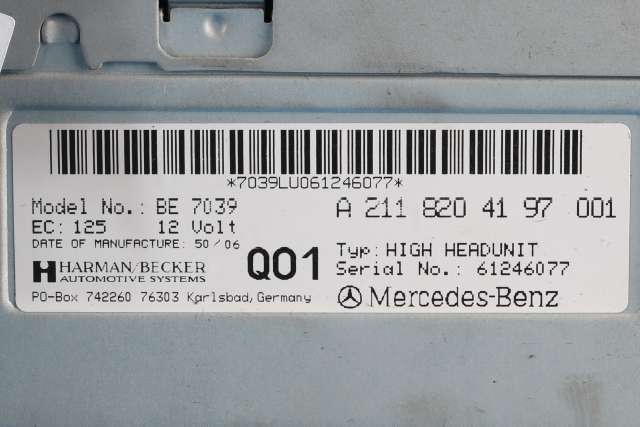 *7039LU061246077*
Model No.: BE 7039
A 211 820 41 97 001
EC: 125 12 Volt
DATE OF MANUFACTURE: 50/06
Q01
Typ: HIGH HEADUNIT
HARMAN/BECKER
AUTOMOTIVE SYSTEMS
Serial No.: 61246077
PO-Box 742260 76303 Karlsbad, Germany
Mercedes-Benz